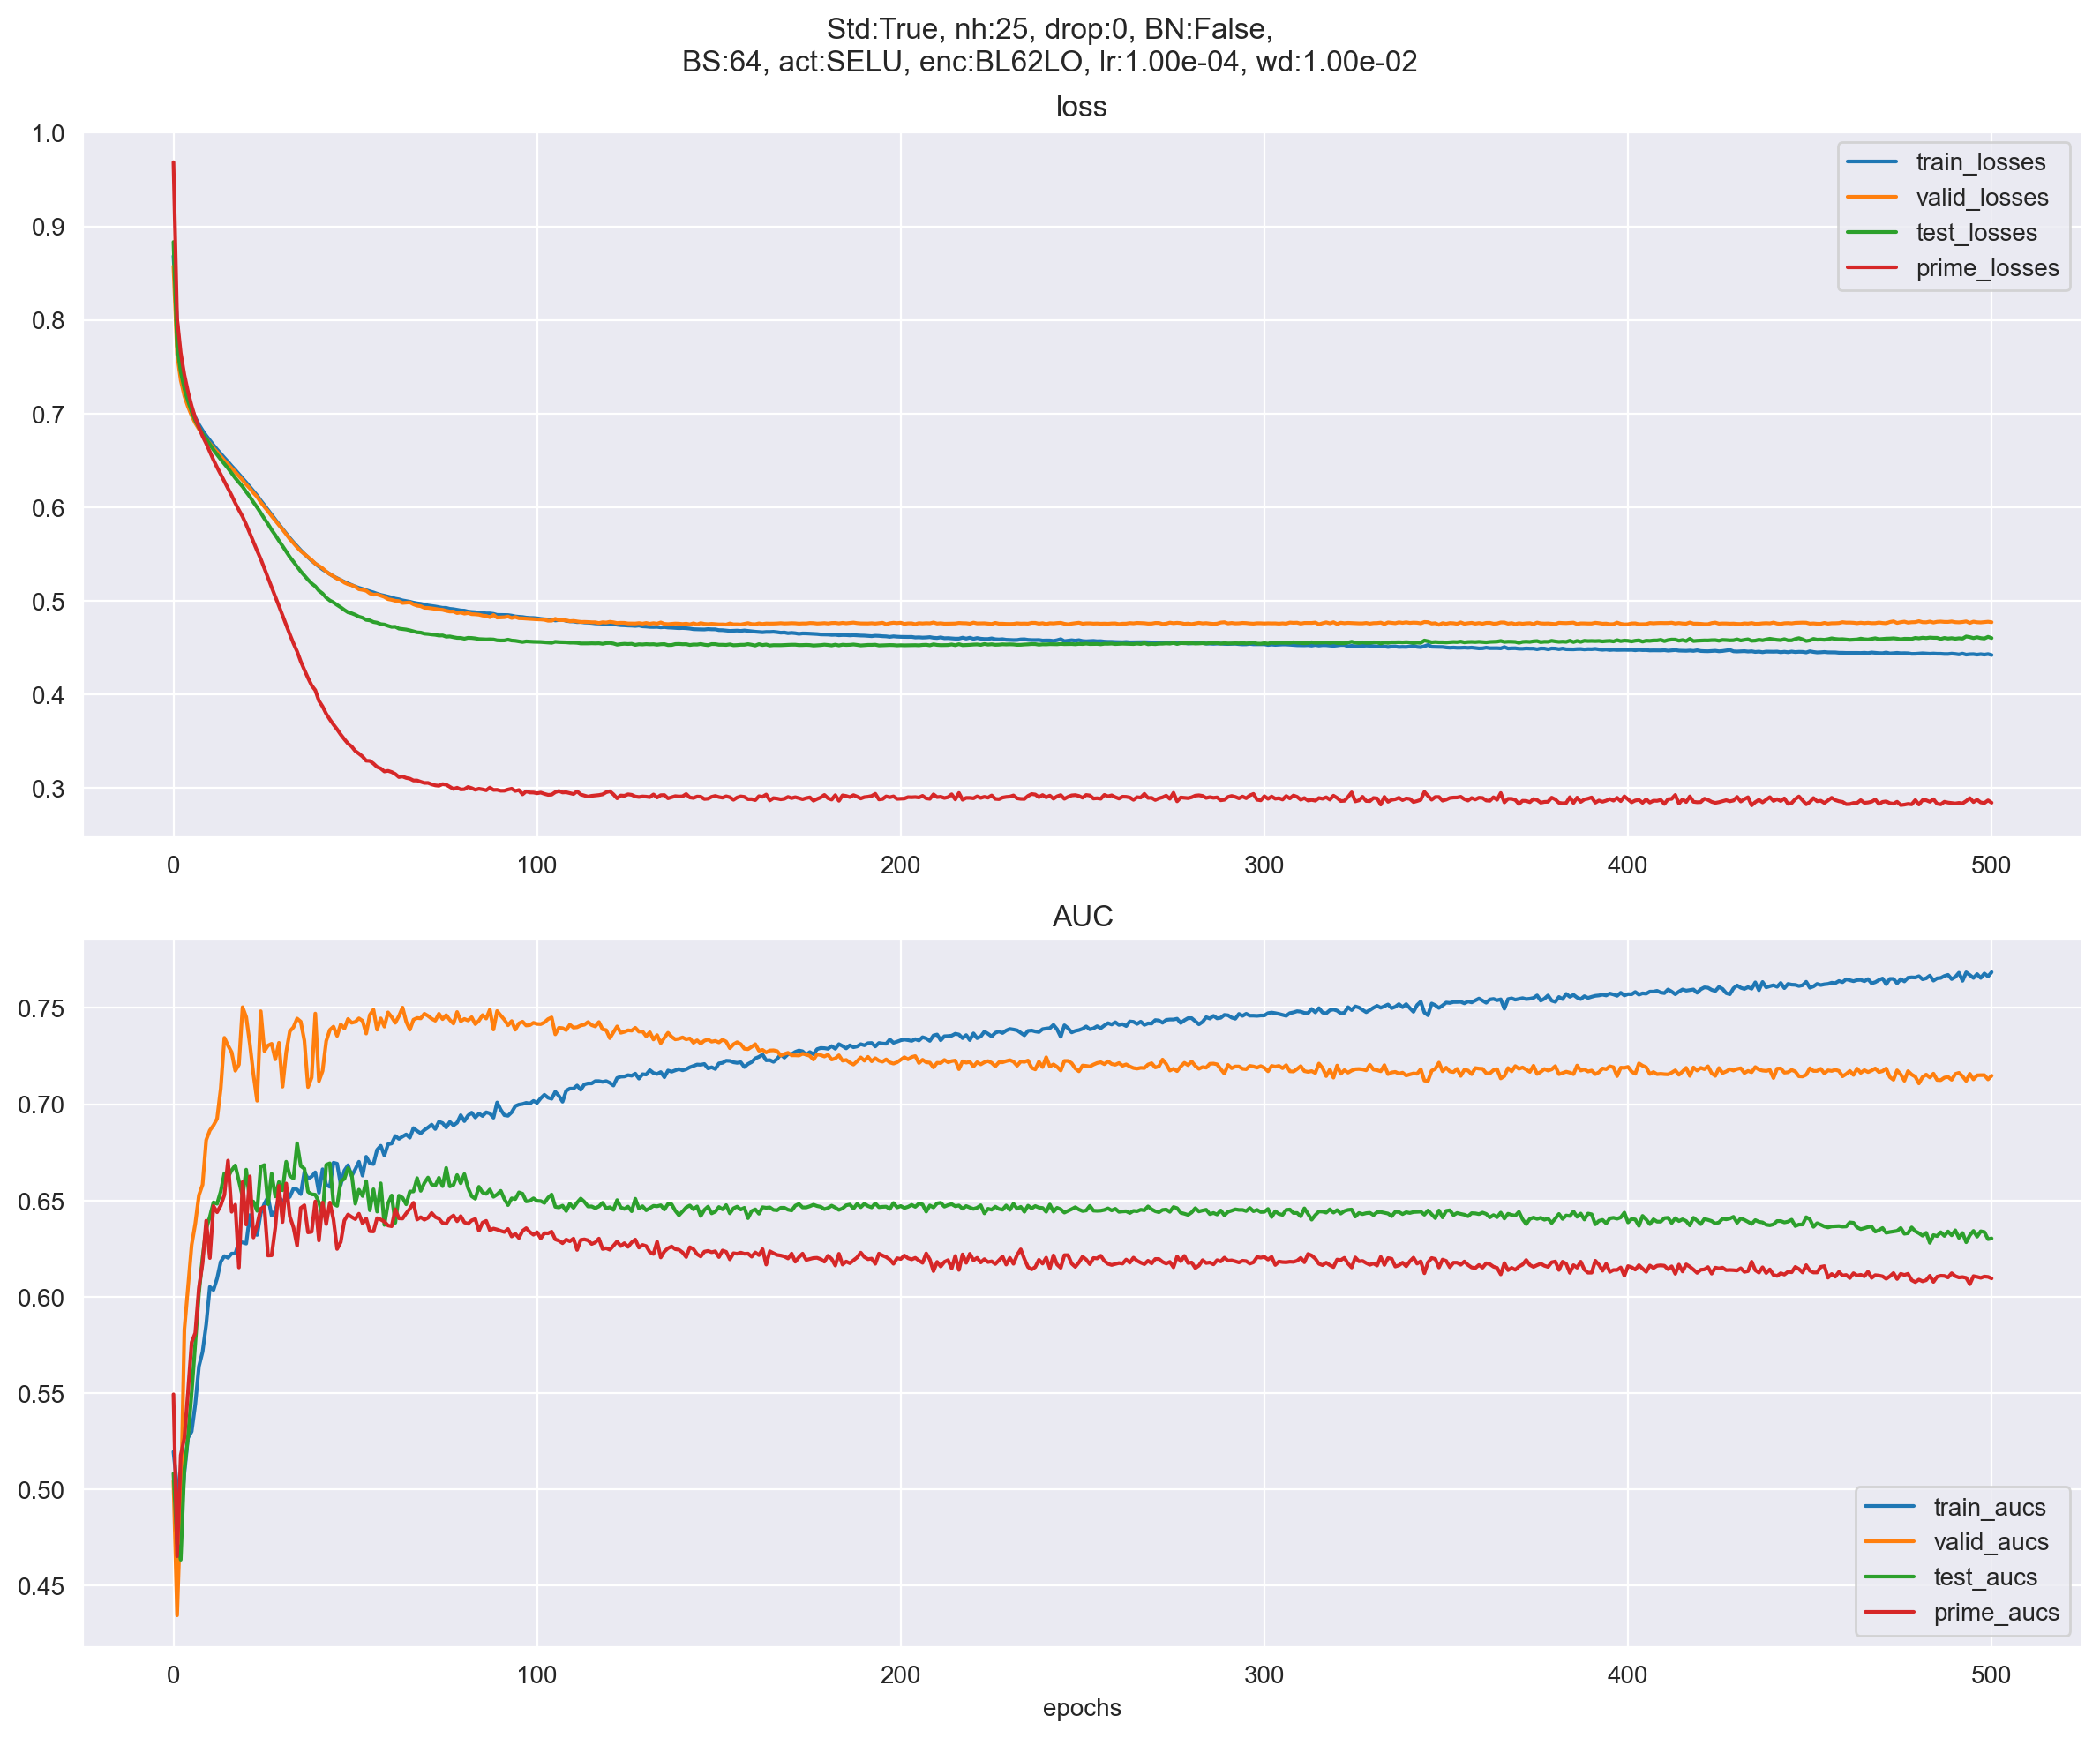 Std:True, nh:25, drop:0, BN:False,
BS:64, act:SELU, enc:BL62LO, lr:1.00e-04, wd:1.00e-02
loss
1.0
0.9
0.8
0.7
0.6
0.5
0.4
0.3
train_losses
valid_losses
test_losses
prime_losses
0 100 200 300 400 500
AUC
0.75
0.70
0.65
0.60
0.55
0.50
0.45
train_aucs
valid_aucs
test_aucs
prime_aucs
0 100 200 300 400 500
epochs